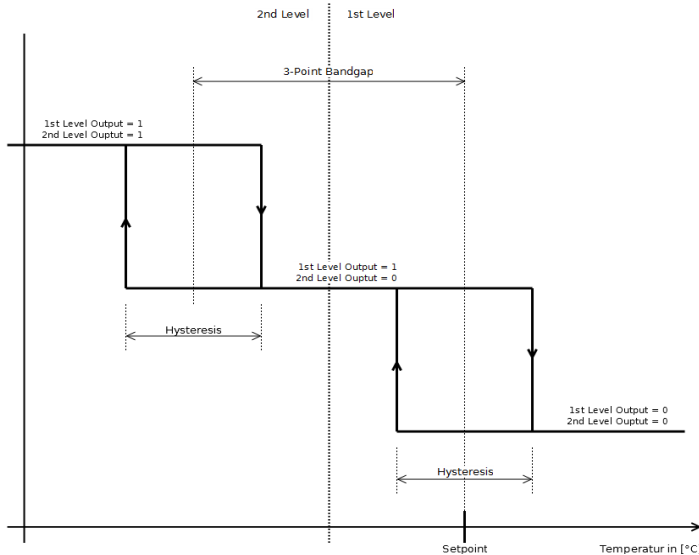 2nd Level 1st Level
3-Point Bandgap
1st Level Output = 1
2nd Level Ouptut = 1
1st Level Output = 1
2nd Level Ouptut = 0
Hysteresis
1st Level Output = 0
2nd Level Ouptut = 0
Hysteresis
Setpoint Temperatur in [°C